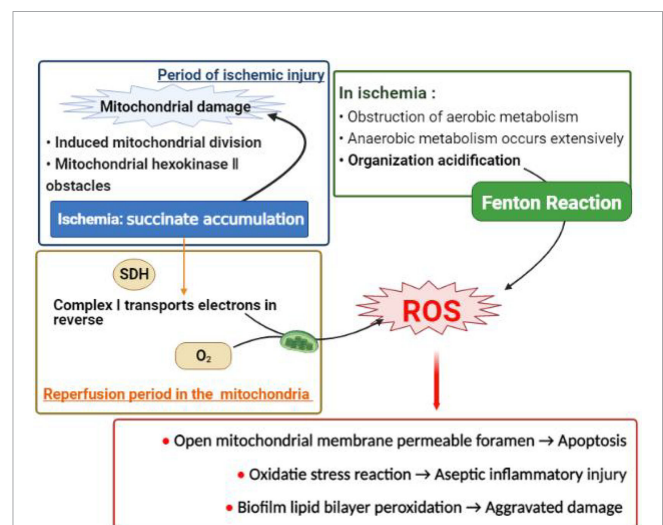 Period of ischemic injury
Mitochondrial damage
• Induced mitochondrial division
• Mitochondrial hexokinase Ⅱ
obstacles
Ischemia: succinate accumulation
In ischemia :
• Obstruction of aerobic metabolism
• Anaerobic metabolism occurs extensively
• Organization acidification
Fenton Reaction
SDH
Complex I transports electrons in
reverse
O₂
Reperfusion period in the mitochondria
ROS
• Open mitochondrial membrane permeable foramen → Apoptosis
• Oxidatie stress reaction → Aseptic inflammatory injury
• Biofilm lipid bilayer peroxidation → Aggravated damage